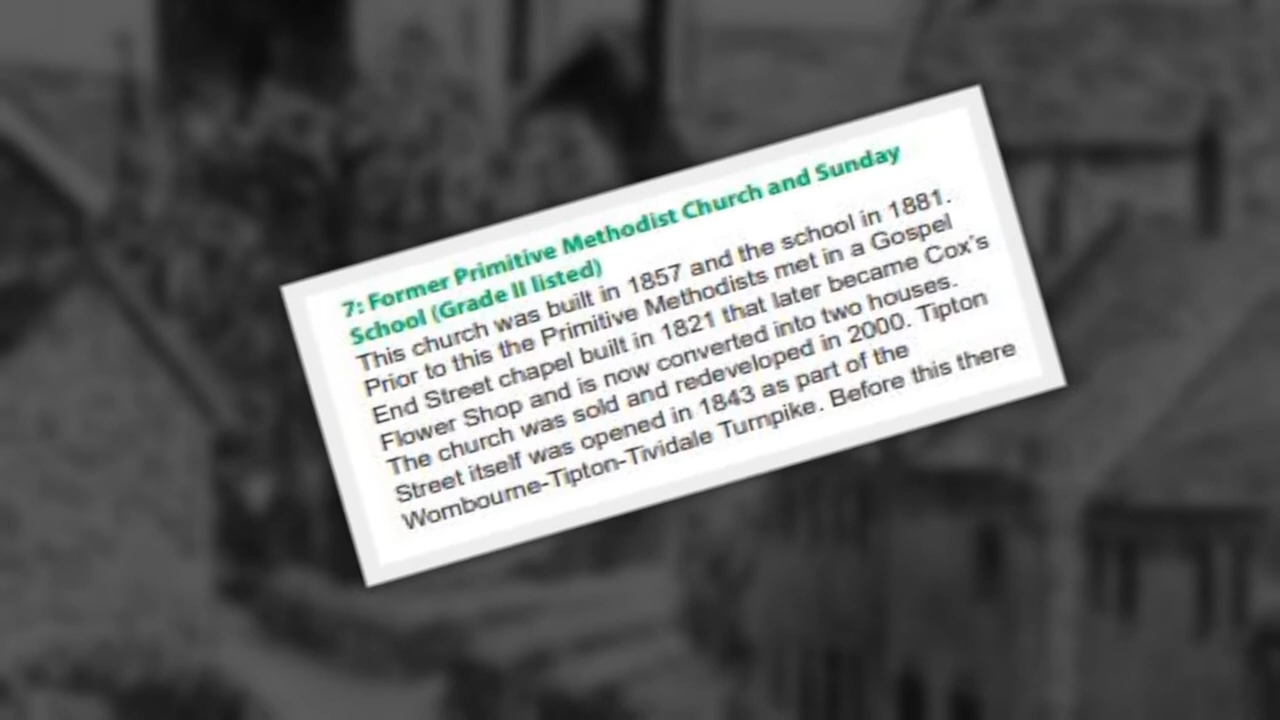 7: Former Primitive Methodist Church and Sunday
School (Grade II listed)
This church was built in 1857 and the school in 1881.
Prior to this the Primitive Methodists met in a Gospel
End Street chapel built in 1821 that later became Cox's
Flower Shop and is now converted into two houses.
The church was sold and redeveloped in 2000. Tipton
Street itself was opened in 1843 as part of the
Wombourne-Tipton-Tividale Turnpike. Before this there